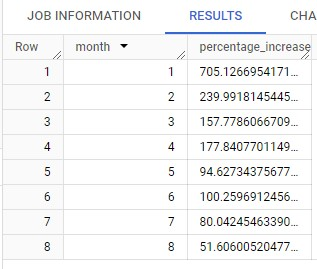 JOB INFORMATION RESULTS CHA
Row month percentage_increase
1 1 705.1266954171...
2 2 239.9918145445...
3 3 157.7786066709...
4 4 177.8407701149...
5 5 94.62734375677...
6 6 100.2596912456...
7 7 80.04245463390...
8 8 51.60600520477...